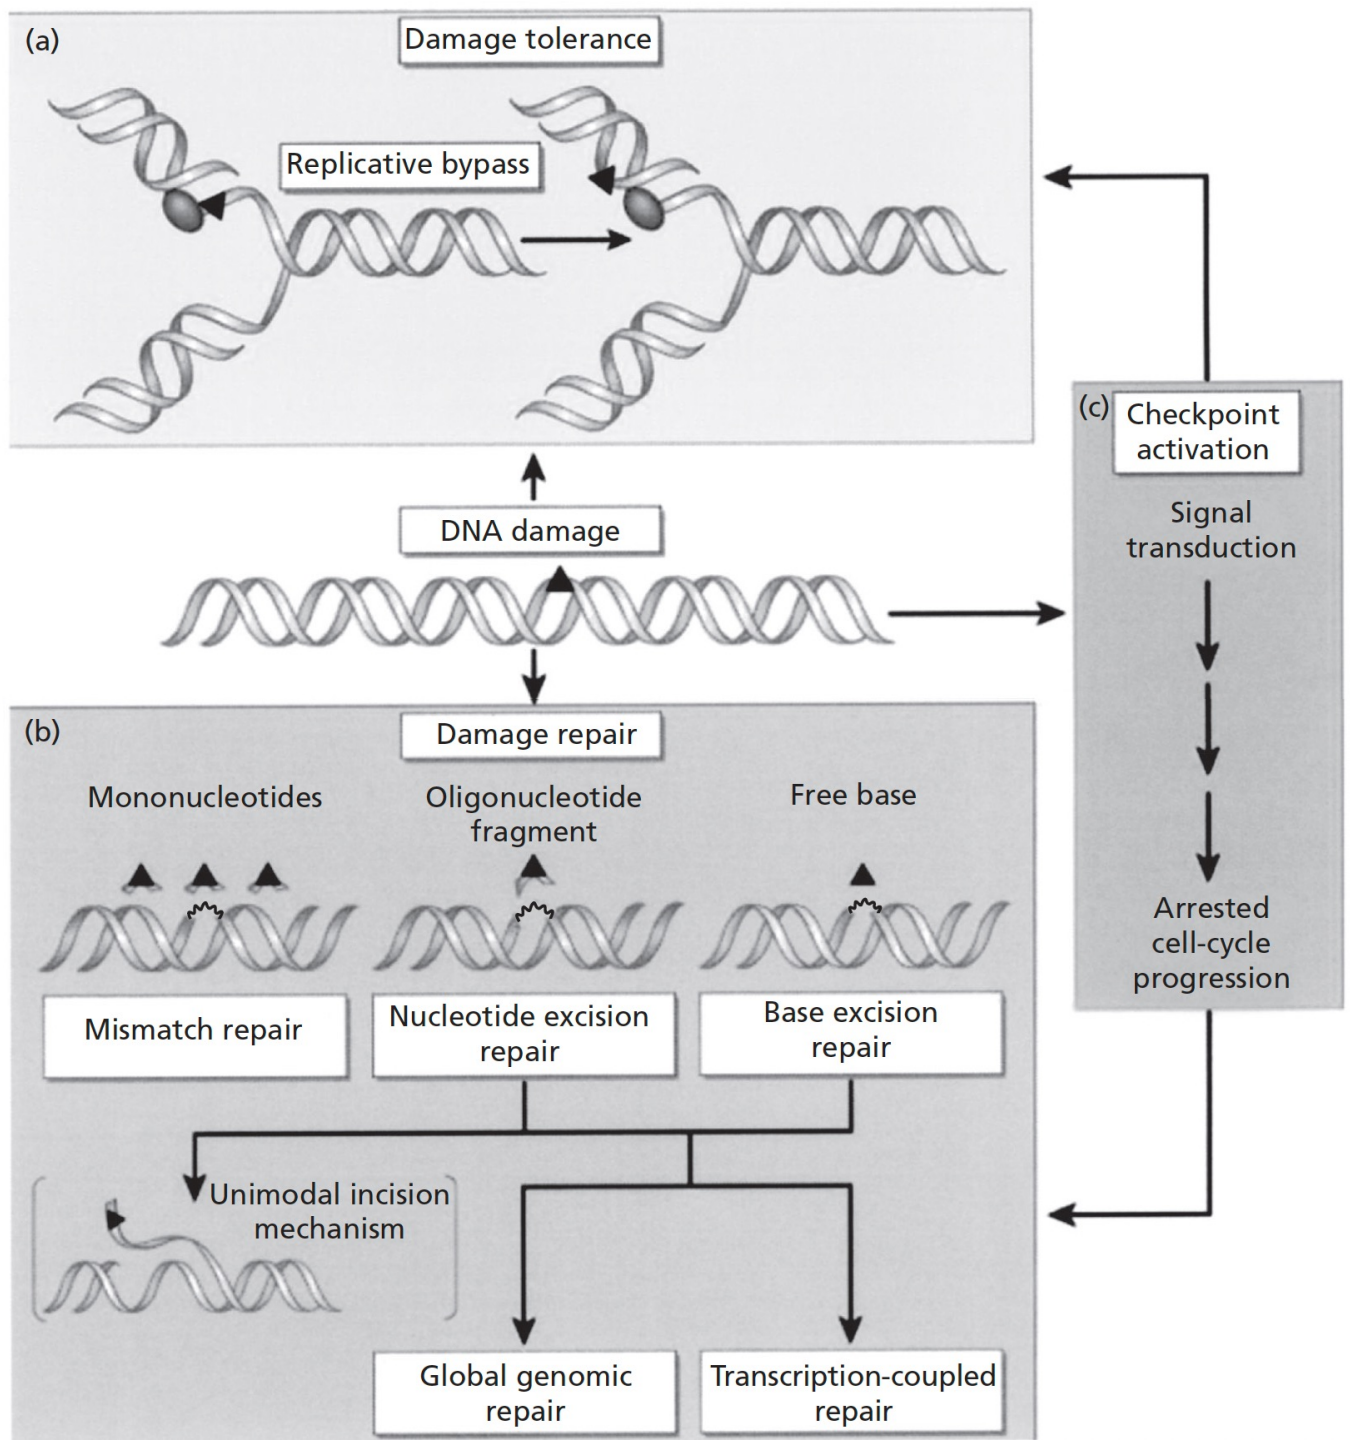 (a)
Damage tolerance
Replicative bypass
(c)
Checkpoint
activation
Signal
transduction
DNA damage
(b)
Damage repair
Mononucleotides
Oligonucleotide
fragment
Free base
Arrested
cell-cycle
progression
Mismatch repair
Nucleotide excision
repair
Base excision
repair
Unimodal incision
mechanism
Global genomic
repair
Transcription-coupled
repair